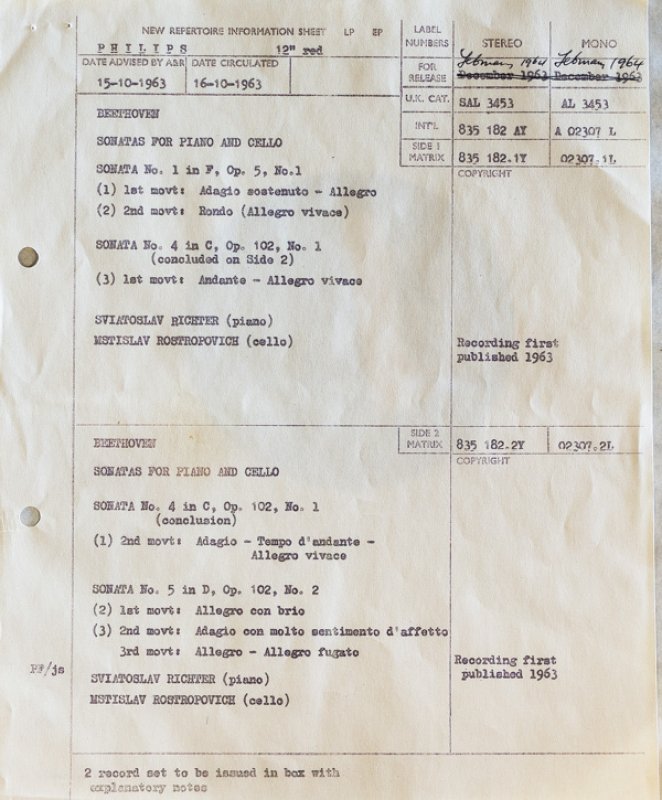 NEW REPERTOIRE INFORMATION SHEET LP EP
PHILIPS 12" red
DATE ADVISED BY A&R DATE CIRCULATED
15-10-1963 16-10-1963
LABEL NUMBERS STEREO MONO
FOR RELEASE February 1964 February 1964
December 1963 December 1963
U.K. CAT. SAL 3453 AL 3453
INT'L 835 182 AY A 02307 L
SIDE 1 MATRIX 835 182.1Y 02307.1L
COPYRIGHT
BEETHOVEN
SONATAS FOR PIANO AND CELLO
SONATA No. 1 in F, Op. 5, No.1
(1) 1st movt: Adagio sostenuto - Allegro
(2) 2nd movt: Rondo (Allegro vivace)
SONATA No. 4 in C, Op. 102, No. 1
(concluded on Side 2)
(3) 1st movt: Andante - Allegro vivace
SVIATOSLAV RICHTER (piano)
MSTISLAV ROSTROPOVICH (cello)
Recording first
published 1963
SIDE 2 MATRIX 835 182.2Y 02307.2L
COPYRIGHT
BEETHOVEN
SONATAS FOR PIANO AND CELLO
SONATA No. 4 in C, Op. 102, No. 1
(conclusion)
(1) 2nd movt: Adagio - Tempo d'andante -
Allegro vivace
SONATA No. 5 in D, Op. 102, No. 2
(2) 1st movt: Allegro con brio
(3) 2nd movt: Adagio con molto sentimento d'affetto
3rd movt: Allegro - Allegro fugato
SVIATOSLAV RICHTER (piano)
MSTISLAV ROSTROPOVICH (cello)
Recording first
published 1963
2 record set to be issued in box with
explanatory notes